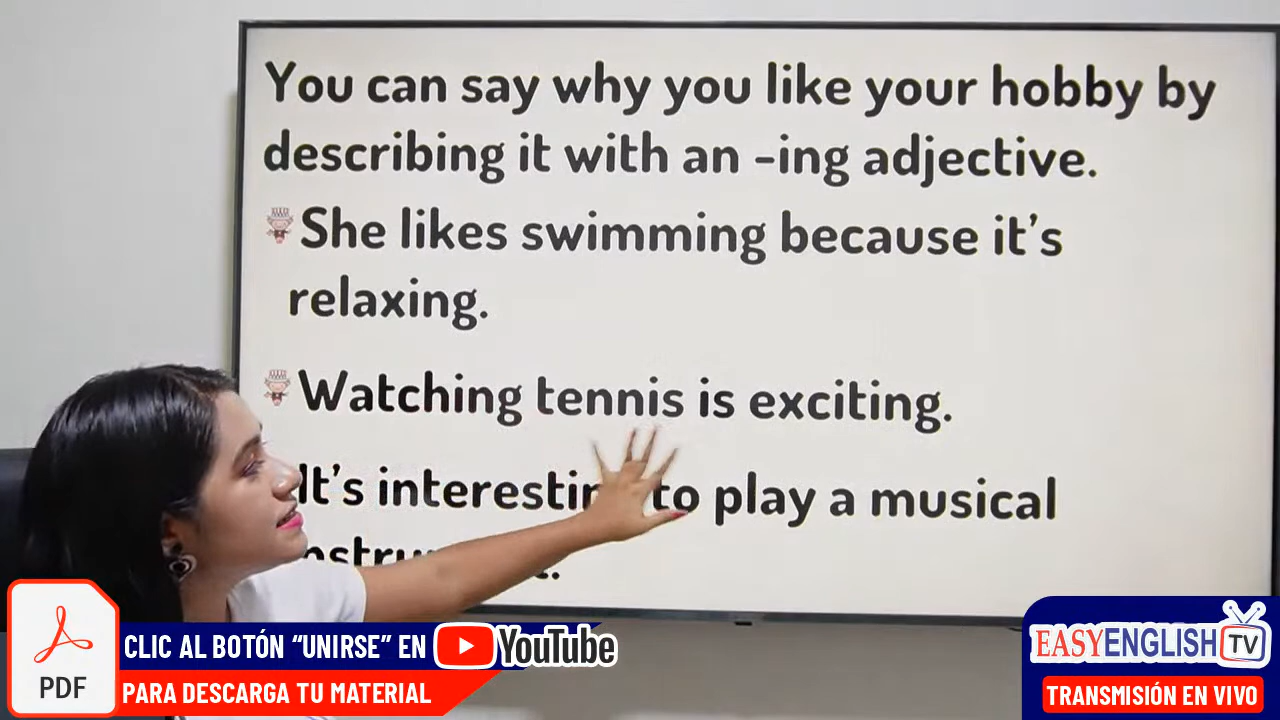 You can say why you like your hobby by
describing it with an -ing adjective.
She likes swimming because it's
relaxing.
Watching tennis is exciting.
It's to play a musical
PDF
CLIC AL BOTÓN “UNIRSE” EN YouTube
PARA DESCARGA TU MATERIAL
EASYENGLISH TV
TRANSMISIÓN EN VIVO